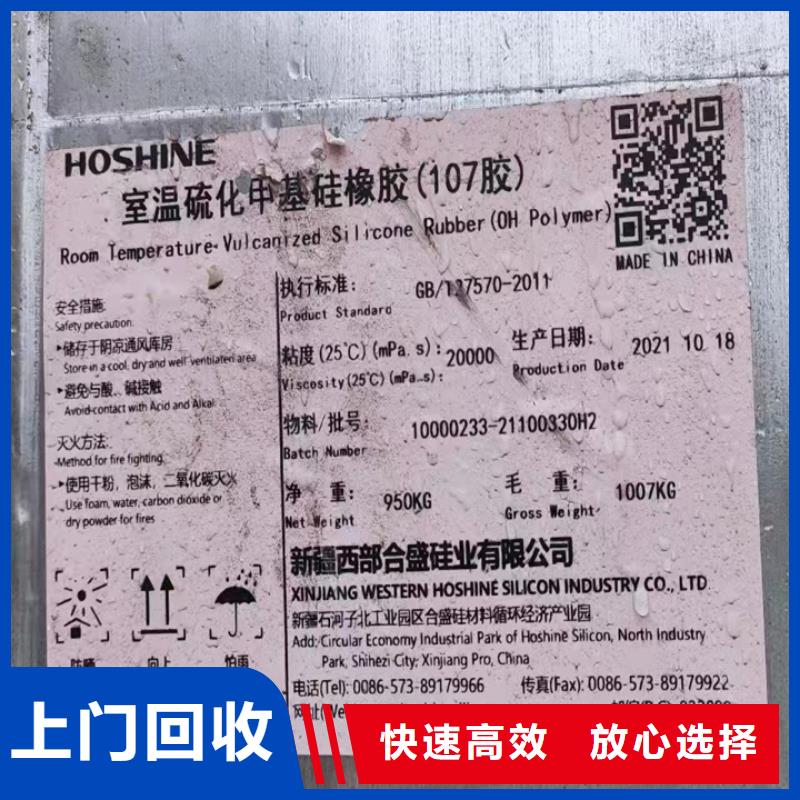 HOSHINE
室温硫化甲基硅橡胶(107胶)
Room Temperature Vulcanized Silicone Rubber(OH Polymer)
MADE IN CHINA
安全措施:
Safety precaution:
▸储存于阴凉通风库房
Store in a cool, dry and well ventilated area
▸避免与酸、碱接触
Avoid contact with Acid and Alkal
灭火方法:
Method for fire fighting
▸使用干粉, 泡沫, 二氧化碳灭火
Use foam, water, carbon dioxide or
dry powder for fires
防晒 向上 怕雨
执行标准: GB/T27570-2011
Product Standard
粘度(25℃)(mPa.s): 20000
Viscosity(25℃)(mPa.s):
生产日期: 2021 10 18
Production Date
物料/批号: 10000233-21100330H2
Batch Number
净 重: 950KG
Net Weight
毛 重: 1007KG
Gross Weight
新疆西部合盛硅业有限公司
XINJIANG WESTERN HOSHINE SILICON INDUSTRY CO., LTD
新疆石河子北工业园区合盛硅材料循环经济产业园
Add: Circular Economy Industrial Park of Hoshine Silicon, North Industry
Park, Shihezi City, Xinjiang Pro, China
电话(Tel): 0086-573-89179966 传真(Fax): 0086-573-89179922
上门回收
快速高效 放心选择